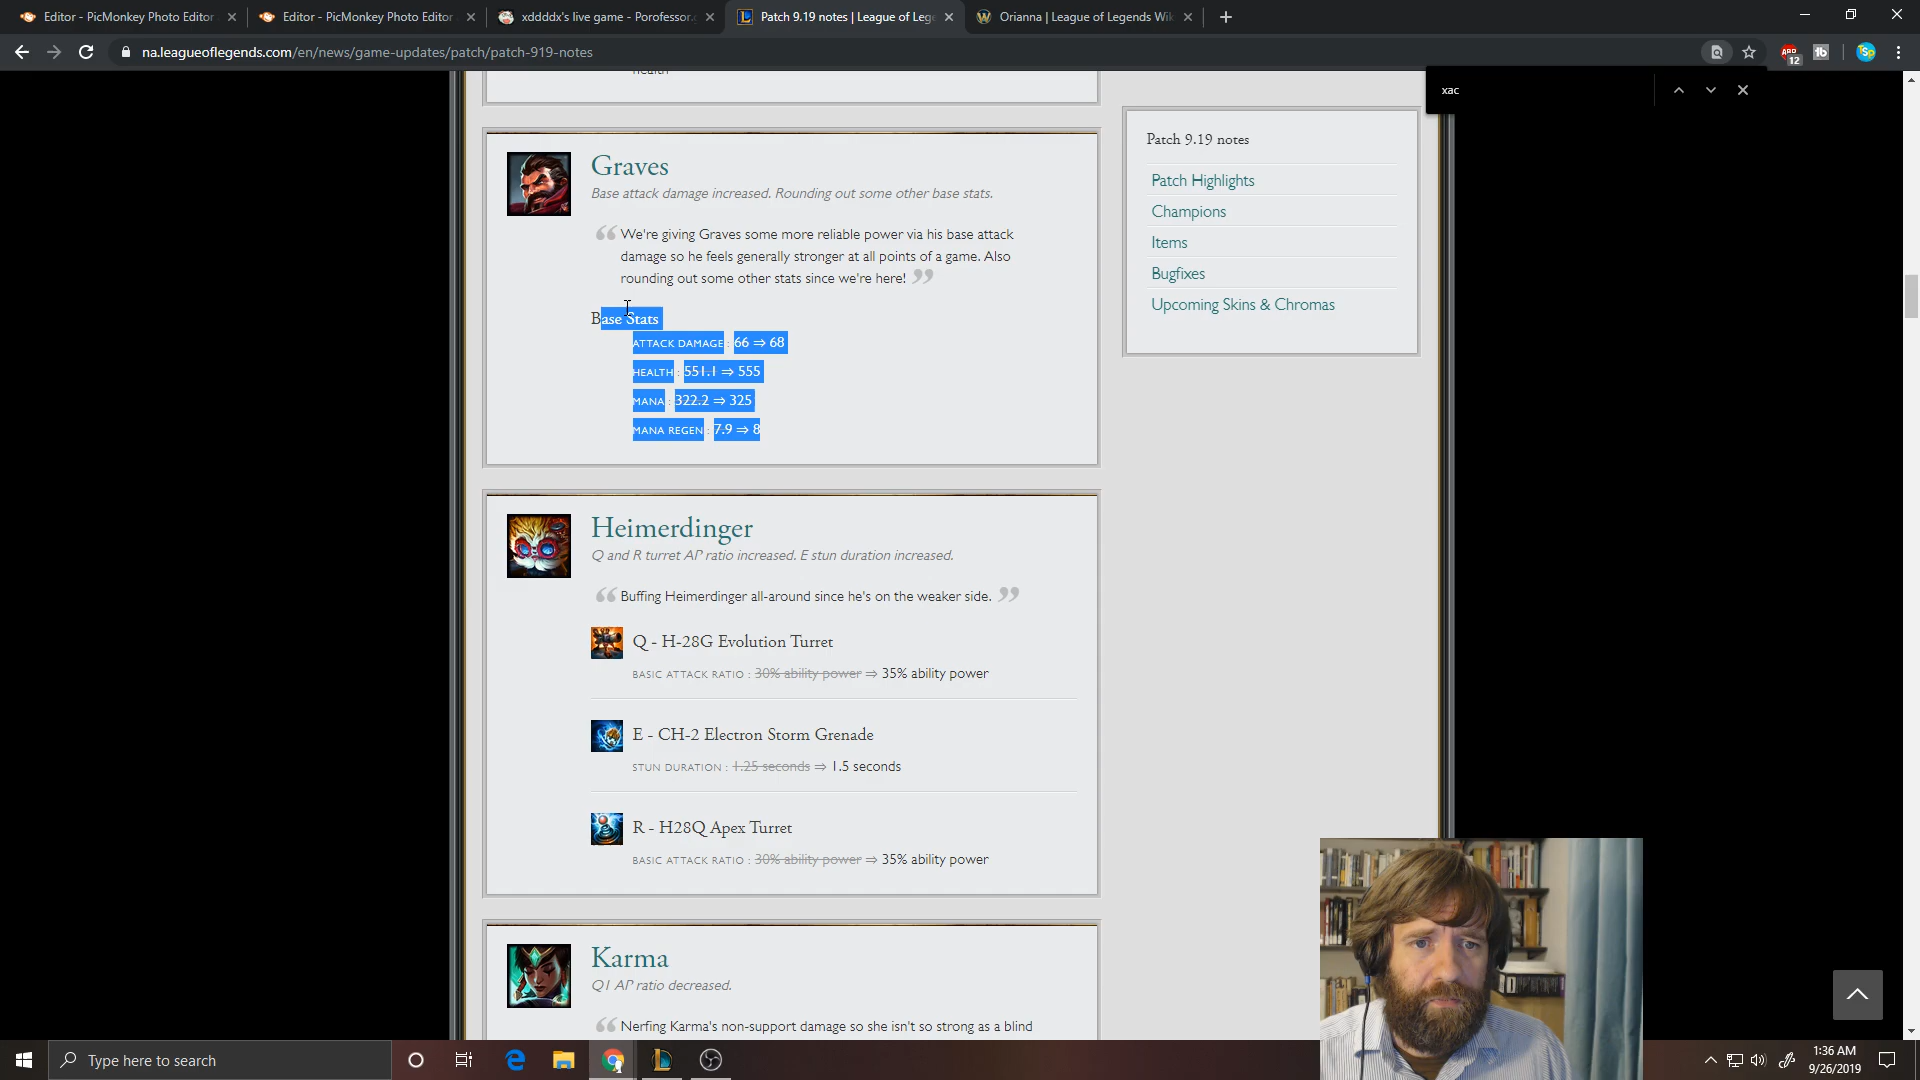 Editor - PicMonkey Photo Editor
Editor - PicMonkey Photo Editor
xddddx's live game - Porofessor.g
Patch 9.19 notes | League of Leg
Orianna | League of Legends Wik
na.leagueoflegends.com/en/news/game-updates/patch/patch-919-notes
12
xac
health
Graves
Base attack damage increased. Rounding out some other base stats.
We're giving Graves some more reliable power via his base attack
damage so he feels generally stronger at all points of a game. Also
rounding out some other stats since we're here!
Base Stats
ATTACK DAMAGE : 66 ⇒ 68
HEALTH : 551.1 ⇒ 555
MANA : 322.2 ⇒ 325
MANA REGEN : 7.9 ⇒ 8
Heimerdinger
Q and R turret AP ratio increased. E stun duration increased.
Buffing Heimerdinger all-around since he's on the weaker side.
Q - H-28G Evolution Turret
BASIC ATTACK RATIO : 30% ability power ⇒ 35% ability power
E - CH-2 Electron Storm Grenade
STUN DURATION : 1.25 seconds ⇒ 1.5 seconds
R - H28Q Apex Turret
BASIC ATTACK RATIO : 30% ability power ⇒ 35% ability power
Karma
Q1 AP ratio decreased.
Nerfing Karma's non-support damage so she isn't so strong as a blind
Patch 9.19 notes
Patch Highlights
Champions
Items
Bugfixes
Upcoming Skins & Chromas
Type here to search
1:36 AM
9/26/2019